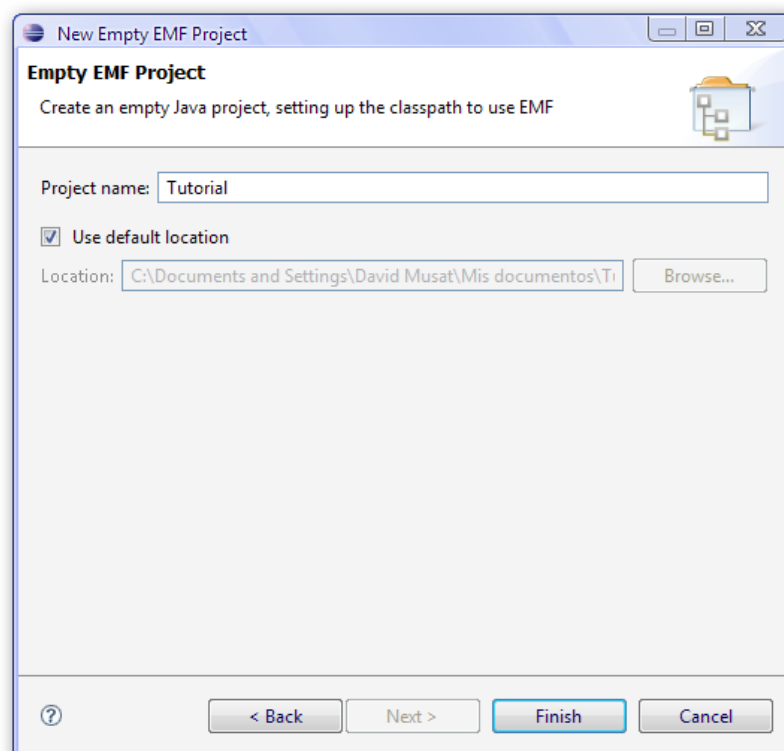 New Empty EMF Project
Empty EMF Project
Create an empty Java project, setting up the classpath to use EMF
Project name: Tutorial
Use default location
Location: C:\Documents and Settings\David Musat\Mis documentos\T
Browse...
?
< Back
Next >
Finish
Cancel